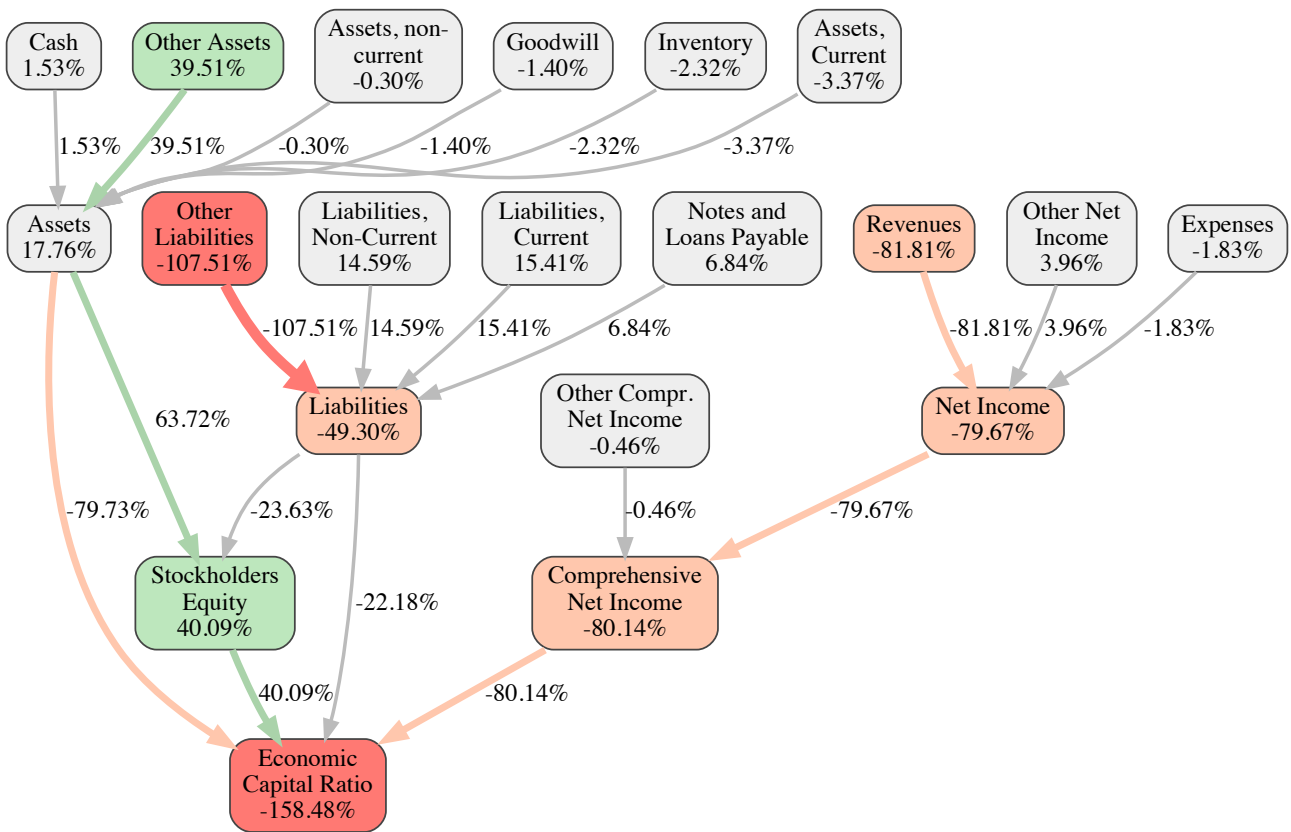 Cash
1.53%
Other Assets
39.51%
Assets, non-
current
-0.30%
Goodwill
-1.40%
Inventory
-2.32%
Assets,
Current
-3.37%
1.53%
39.51%
-0.30%
-1.40%
-2.32%
-3.37%
Assets
17.76%
Other
Liabilities
-107.51%
Liabilities,
Non-Current
14.59%
Liabilities,
Current
15.41%
Notes and
Loans Payable
6.84%
Revenues
-81.81%
Other Net
Income
3.96%
Expenses
-1.83%
-107.51%
14.59%
15.41%
6.84%
-81.81%
3.96%
-1.83%
63.72%
Liabilities
-49.30%
Other Compr.
Net Income
-0.46%
Net Income
-79.67%
-79.73%
-23.63%
-0.46%
-79.67%
Stockholders
Equity
40.09%
-22.18%
Comprehensive
Net Income
-80.14%
40.09%
-80.14%
Economic
Capital Ratio
-158.48%